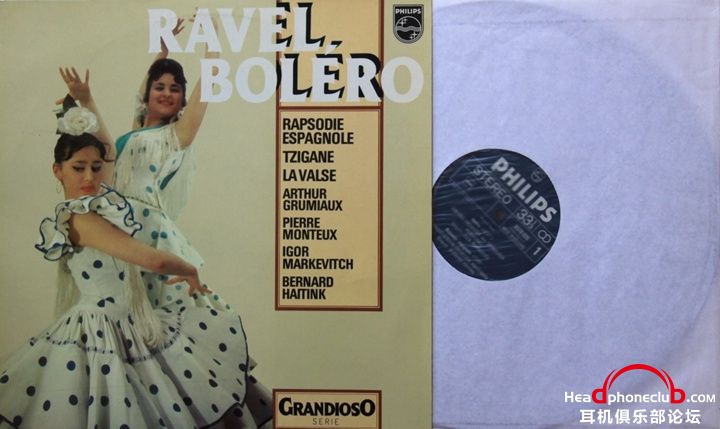 PHILIPS
RAVEL
BOLÉRO
RAPSODIE
ESPAGNOLE
TZIGANE
LA VALSE
ARTHUR
GRUMIAUX
PIERRE
MONTEUX
IGOR
MARKEVITCH
BERNARD
HAITINK
GRANDIOSO
SERIE
PHILIPS
STEREO
33
1
Headphoneclub.com
耳机俱乐部论坛